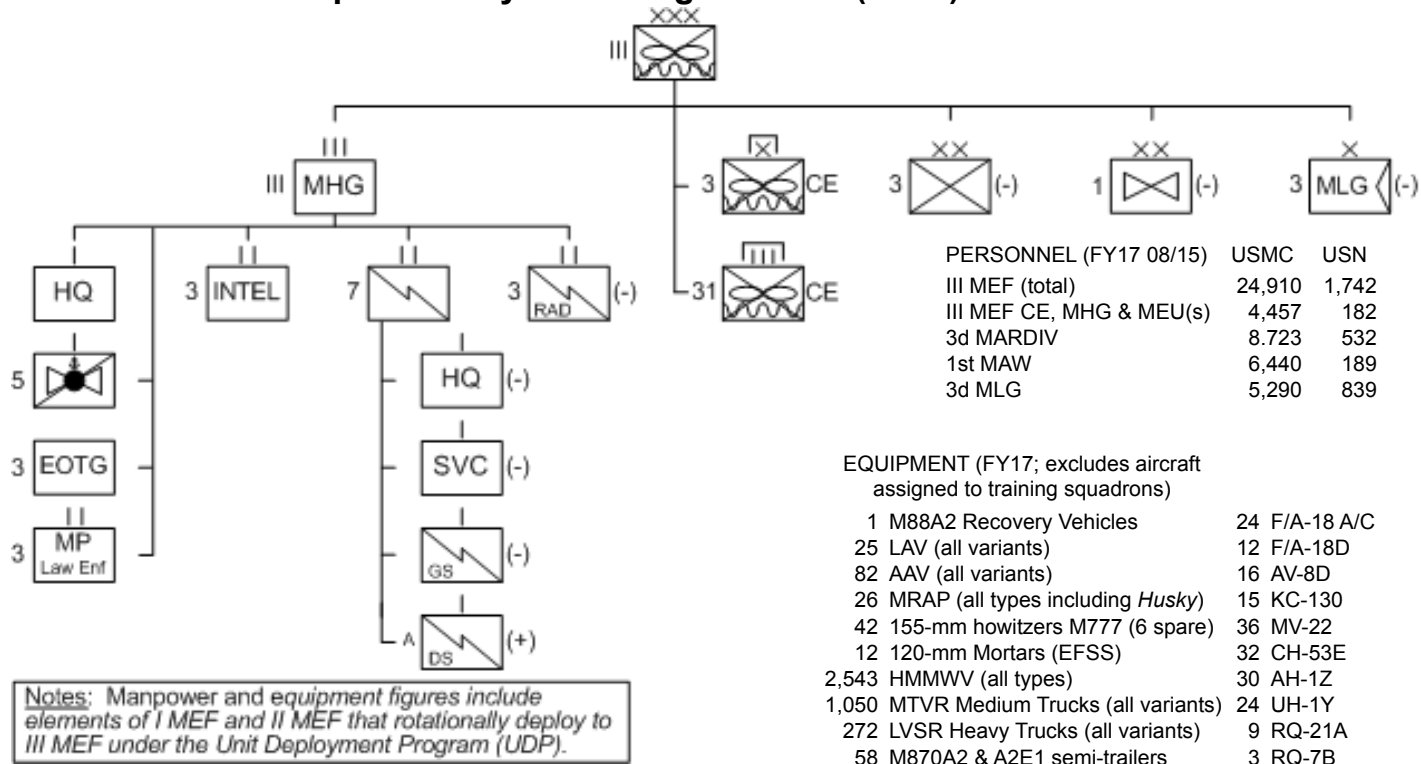 III
XXX
III
III MHG
3 X CE
3 XX (-)
1 XX (-)
3 X MLG (-)
HQ
3 INTEL
7
3 RAD (-)
31 III CE
5
3 EOTG
3 MP
Law Enf
HQ (-)
SVC (-)
GS (-)
A DS (+)
PERSONNEL (FY17 08/15) USMC USN
III MEF (total) 24,910 1,742
III MEF CE, MHG & MEU(s) 4,457 182
3d MARDIV 8.723 532
1st MAW 6,440 189
3d MLG 5,290 839
EQUIPMENT (FY17; excludes aircraft
assigned to training squadrons)
1 M88A2 Recovery Vehicles 24 F/A-18 A/C
25 LAV (all variants) 12 F/A-18D
82 AAV (all variants) 16 AV-8D
26 MRAP (all types including Husky) 15 KC-130
42 155-mm howitzers M777 (6 spare) 36 MV-22
12 120-mm Mortars (EFSS) 32 CH-53E
2,543 HMMWV (all types) 30 AH-1Z
1,050 MTVR Medium Trucks (all variants) 24 UH-1Y
272 LVSR Heavy Trucks (all variants) 9 RQ-21A
58 M870A2 & A2E1 semi-trailers 3 RQ-7B
Notes: Manpower and equipment figures include
elements of I MEF and II MEF that rotationally deploy to
III MEF under the Unit Deployment Program (UDP).